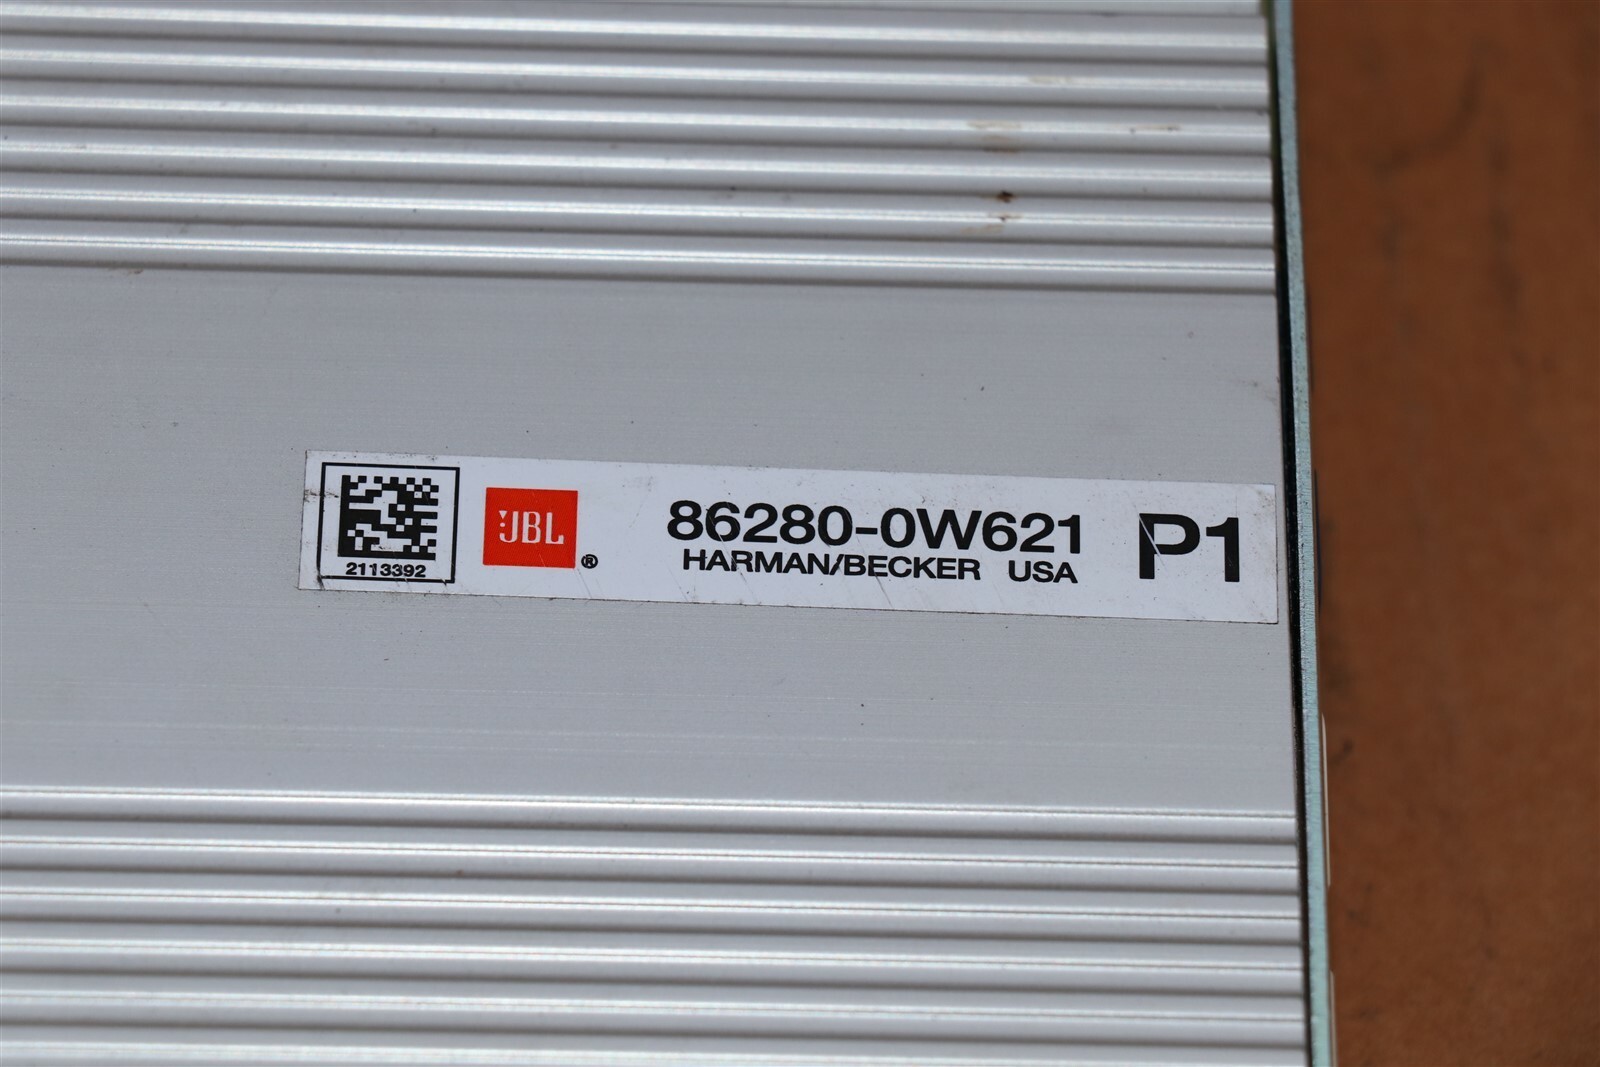 2113392
JBL ®
86280-0W621
HARMAN/BECKER USA
P1